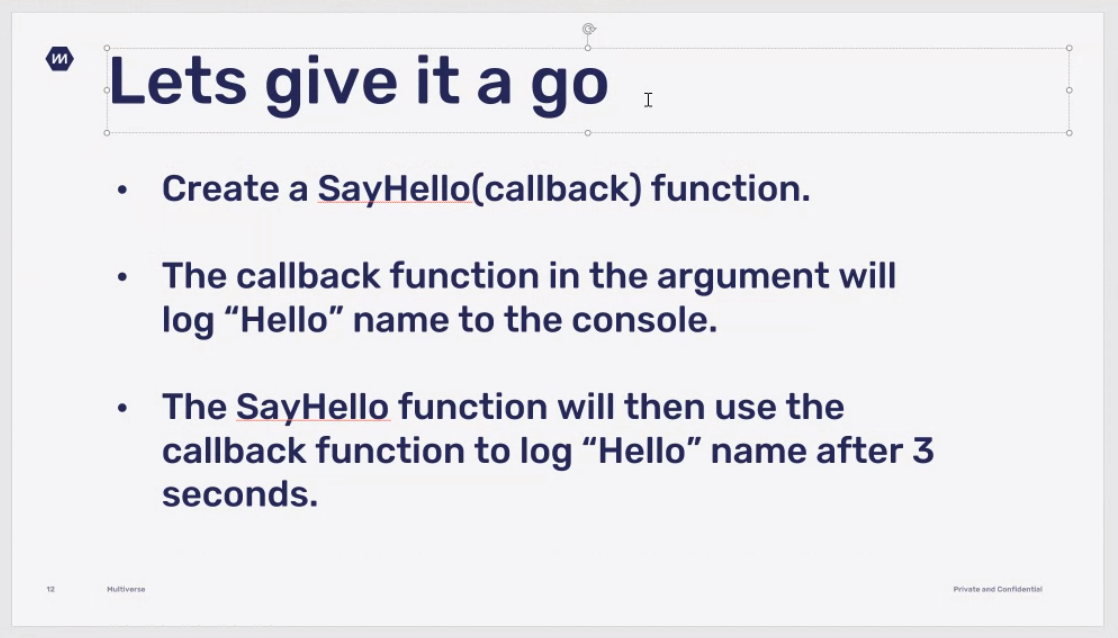 Lets give it a go
• Create a SayHello(callback) function.
• The callback function in the argument will
log “Hello” name to the console.
• The SayHello function will then use the
callback function to log “Hello” name after 3
seconds.
12 Multiverse Private and Confidential